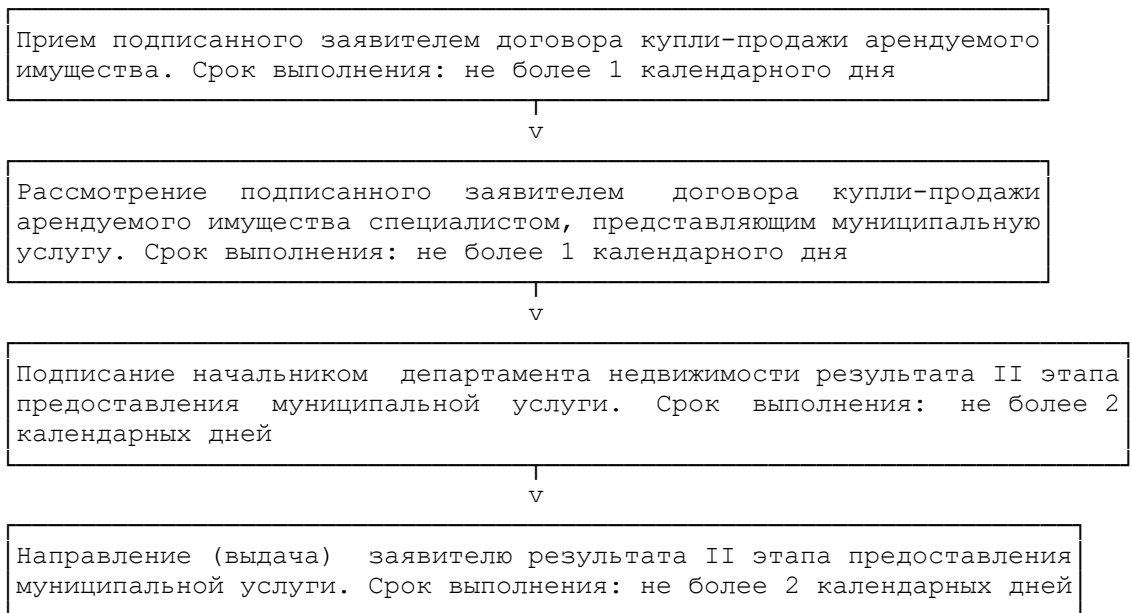 Прием подписанного заявителем договора купли-продажи арендуемого
имущества. Срок выполнения: не более 1 календарного дня
v
Рассмотрение подписанного заявителем договора купли-продажи
арендуемого имущества специалистом, представляющим муниципальную
услугу. Срок выполнения: не более 1 календарного дня
v
Подписание начальником департамента недвижимости результата II этапа
предоставления муниципальной услуги. Срок выполнения: не более 2
календарных дней
v
Направление (выдача) заявителю результата II этапа предоставления
муниципальной услуги. Срок выполнения: не более 2 календарных дней